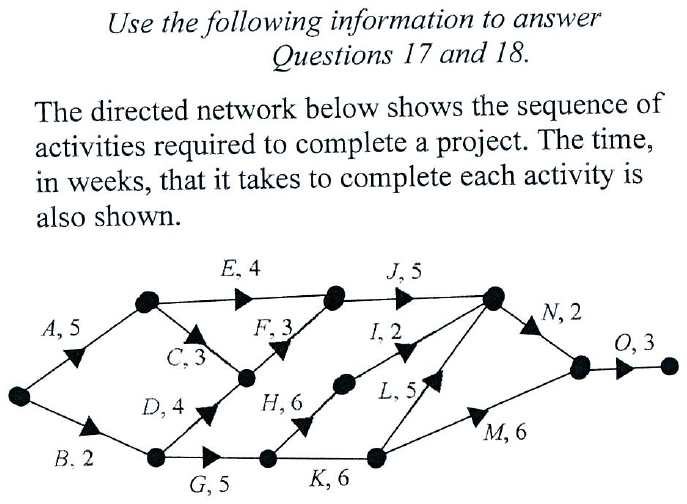 Use the following information to answer
Questions 17 and 18.
The directed network below shows the sequence of
activities required to complete a project. The time,
in weeks, that it takes to complete each activity is
also shown.
E, 4
J, 5
A, 5
F, 3
I, 2
N, 2
C, 3
O, 3
D, 4
H, 6
L, 5
M, 6
B, 2
G, 5
K, 6